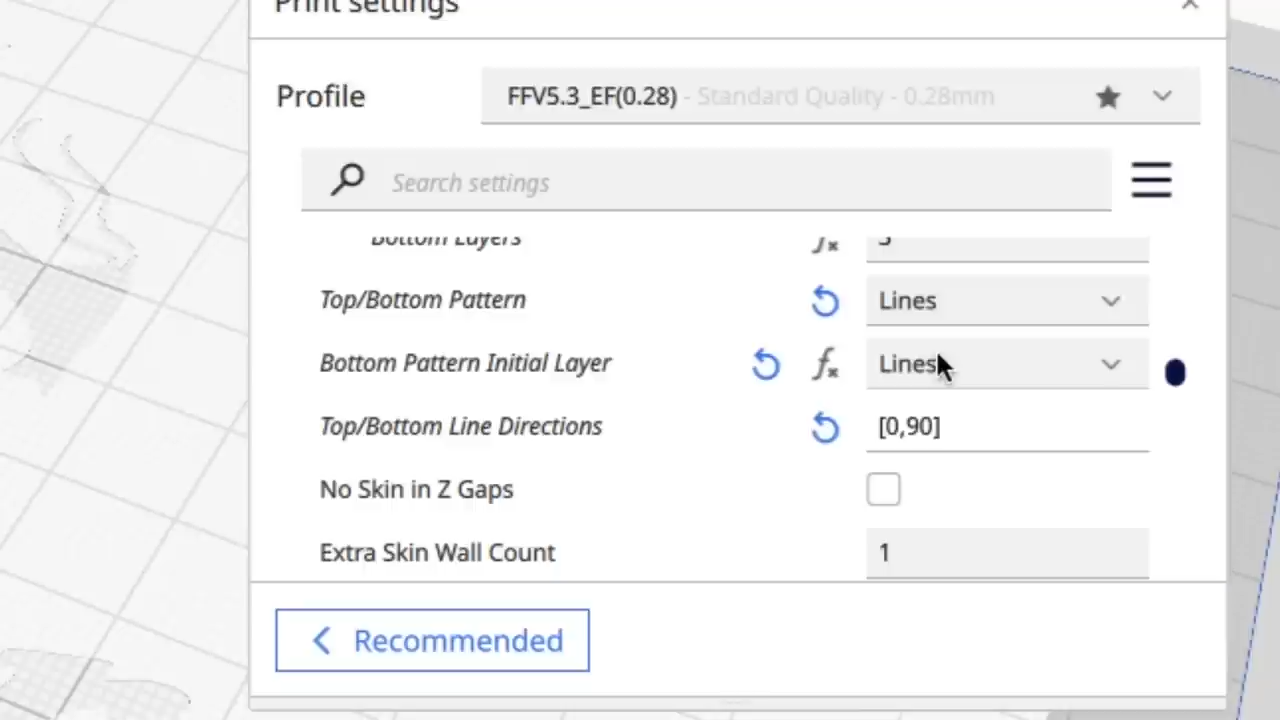 Print settings
Profile FFV5.3_EF(0.28) - Standard Quality - 0.28mm
Search settings
Bottom Layers
Top/Bottom Pattern Lines
Bottom Pattern Initial Layer Lines
Top/Bottom Line Directions [0,90]
No Skin in Z Gaps
Extra Skin Wall Count 1
Recommended